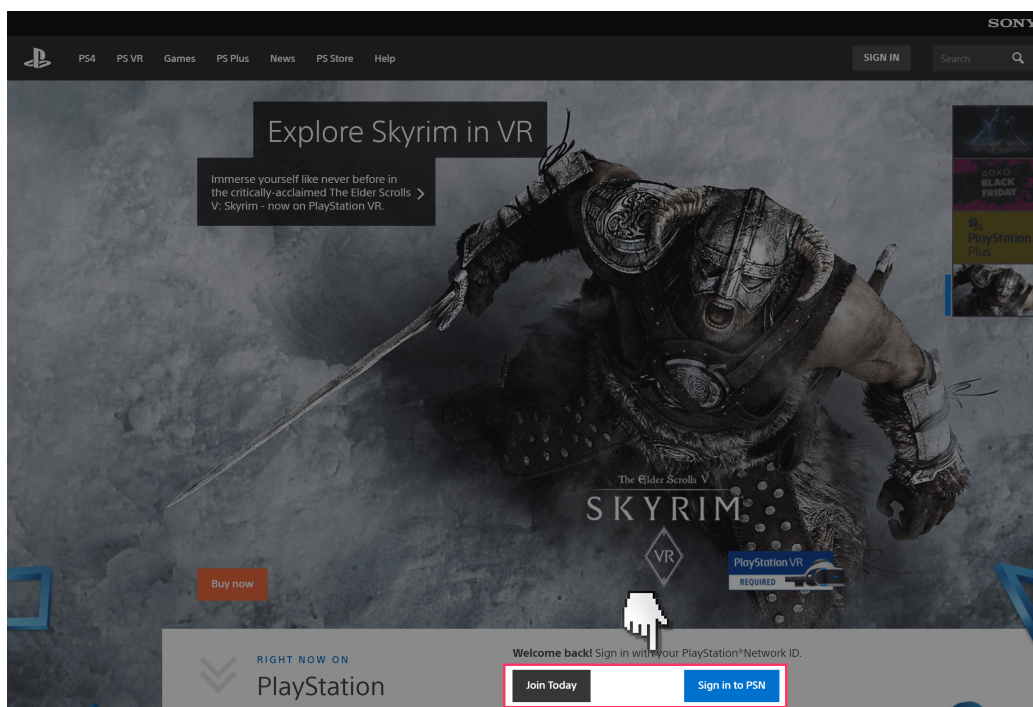 SONY
PS4 PS VR Games PS Plus News PS Store Help SIGN IN Search
Explore Skyrim in VR
Immerse yourself like never before in
the critically-acclaimed The Elder Scrolls
V: Skyrim - now on PlayStation VR.
BLACK
FRIDAY
PlayStation
Plus
The Elder Scrolls V
SKYRIM
VR
PlayStation VR
REQUIRED
Buy now
RIGHT NOW ON
PlayStation
Welcome back! Sign in with your PlayStation®Network ID.
Join Today Sign in to PSN